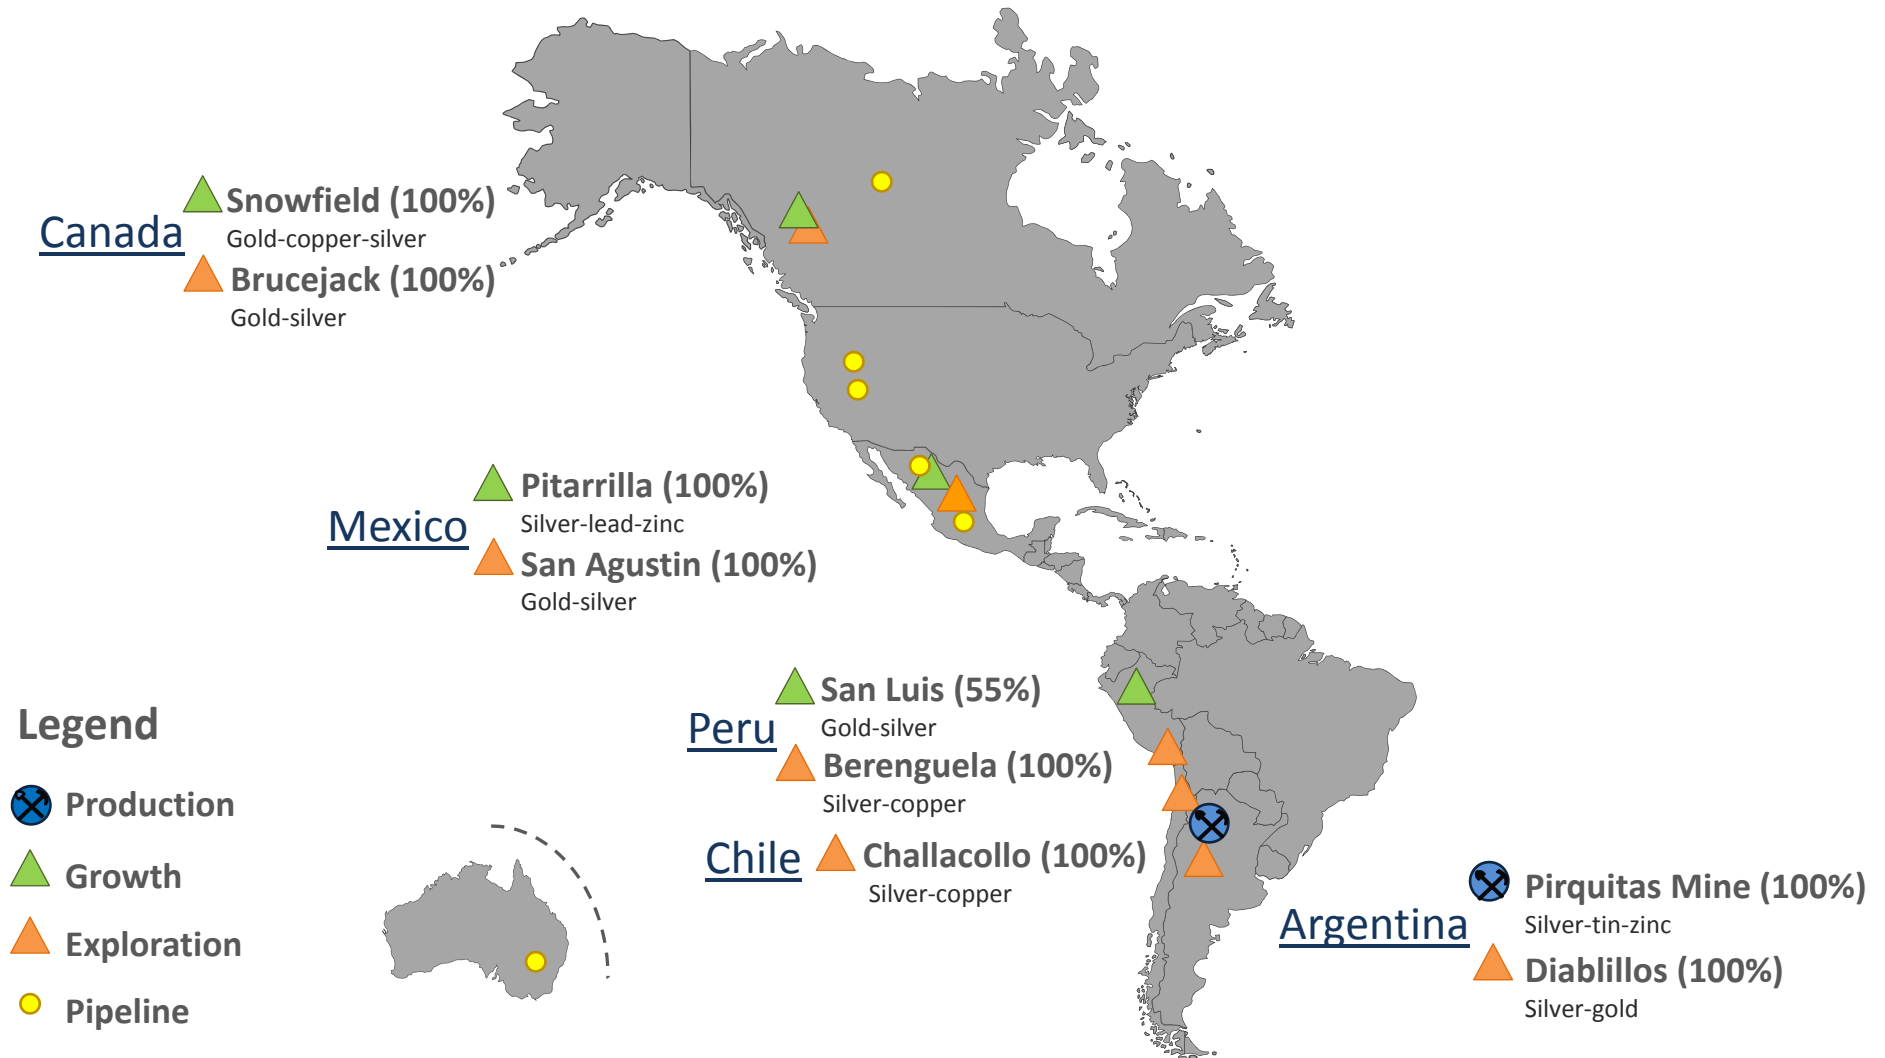 Snowfield (100%)
Gold-copper-silver
Canada
Brucejack (100%)
Gold-silver
Pitarrilla (100%)
Silver-lead-zinc
Mexico
San Agustin (100%)
Gold-silver
San Luis (55%)
Gold-silver
Peru
Berenguela (100%)
Silver-copper
Chile
Challacollo (100%)
Silver-copper
Pirquitas Mine (100%)
Silver-tin-zinc
Argentina
Diablillos (100%)
Silver-gold
Legend
Production
Growth
Exploration
Pipeline